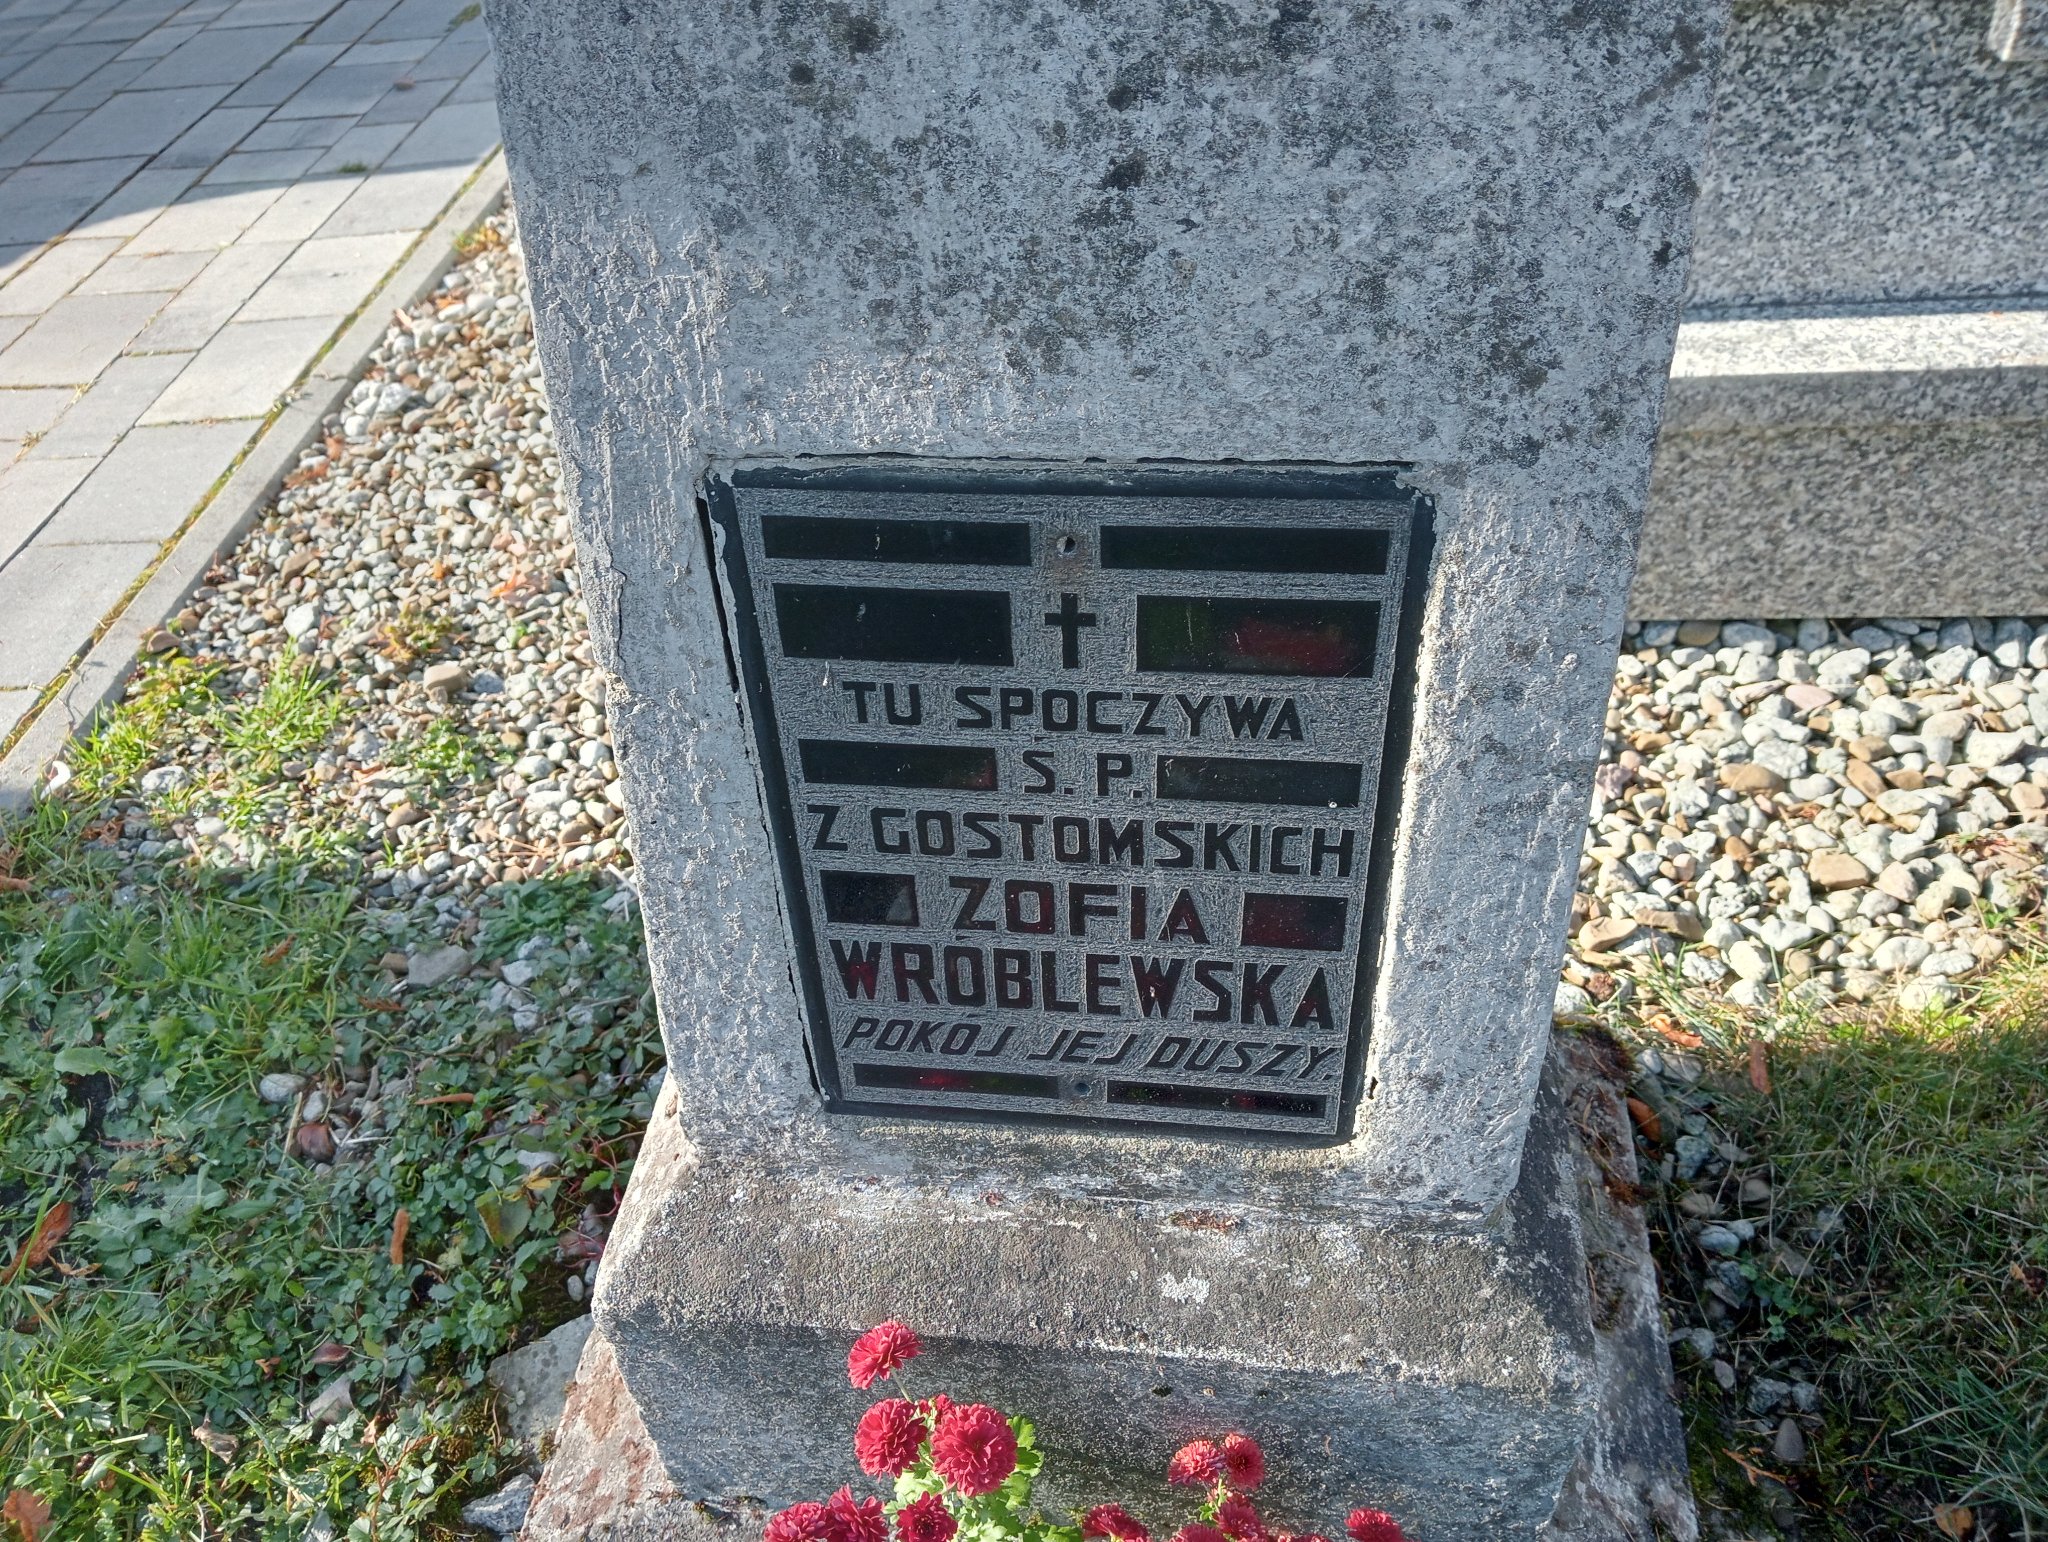 TU SPOCZYWA
Ś. P.
Z GOSTOMSKICH
ZOFIA
WRÓBLEWSKA
POKÓJ JEJ DUSZY.